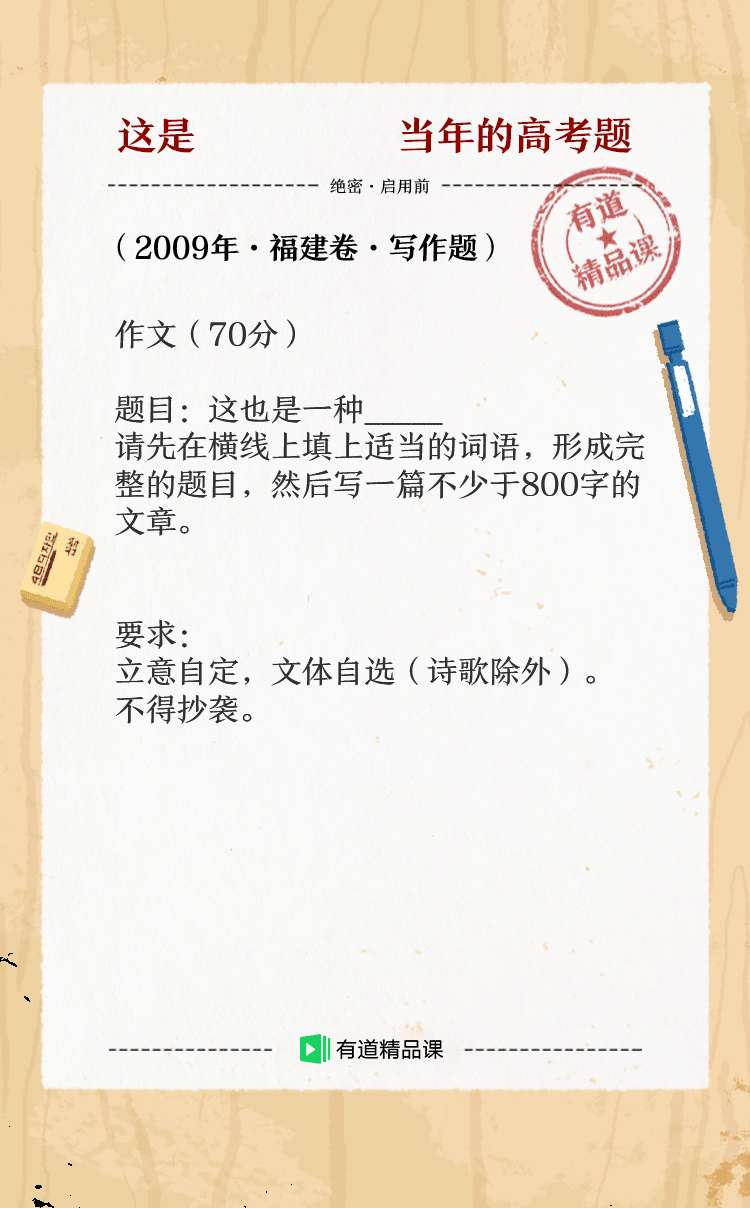 这是 当年的高考题
绝密·启用前
（2009年·福建卷·写作题）
有道
精品课
作文（70分）
题目：这也是一种_____
请先在横线上填上适当的词语，形成完
整的题目，然后写一篇不少于800字的
文章。
要求：
立意自定，文体自选（诗歌除外）。
不得抄袭。
有道精品课